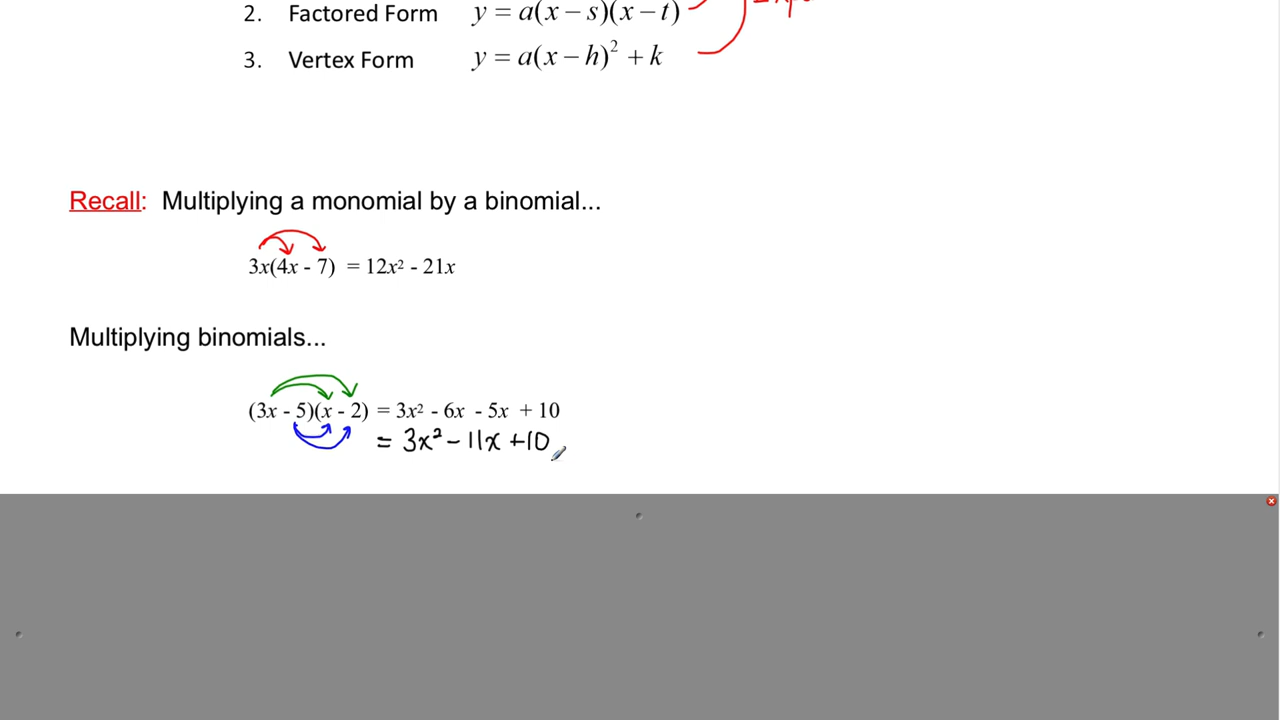 2. Factored Form y = a(x − s)(x − t)
3. Vertex Form y = a(x − h)² + k
Recall: Multiplying a monomial by a binomial...
3x(4x - 7) = 12x² - 21x
Multiplying binomials...
(3x - 5)(x - 2) = 3x² - 6x - 5x + 10
= 3x² − 11x + 10